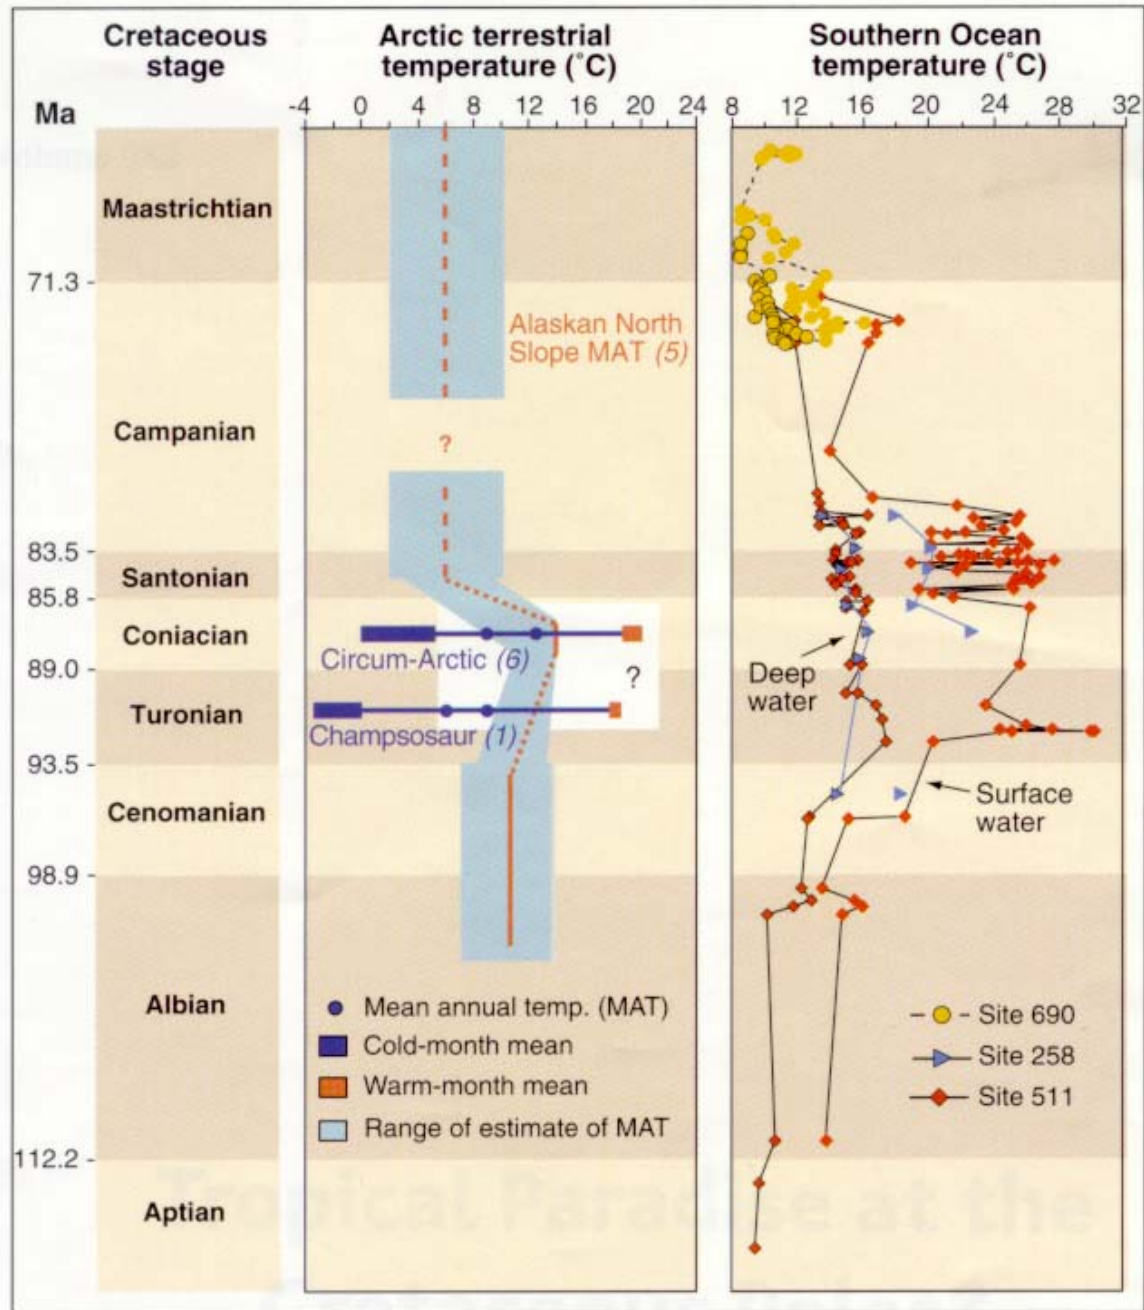 Cretaceous
stage
Arctic terrestrial
temperature (˚C)
Southern Ocean
temperature (˚C)
Ma
-4 0 4 8 12 16 20 24
8 12 16 20 24 28 32
Maastrichtian
71.3
Alaskan North
Slope MAT (5)
Campanian
?
83.5
Santonian
85.8
Coniacian
Circum-Arctic (6)
?
89.0
Deep
water
Turonian
Champsosaur (1)
93.5
Cenomanian
Surface
water
98.9
Albian
Mean annual temp. (MAT)
Cold-month mean
Warm-month mean
Range of estimate of MAT
Site 690
Site 258
Site 511
112.2
Aptian
Tropical Paradise at the